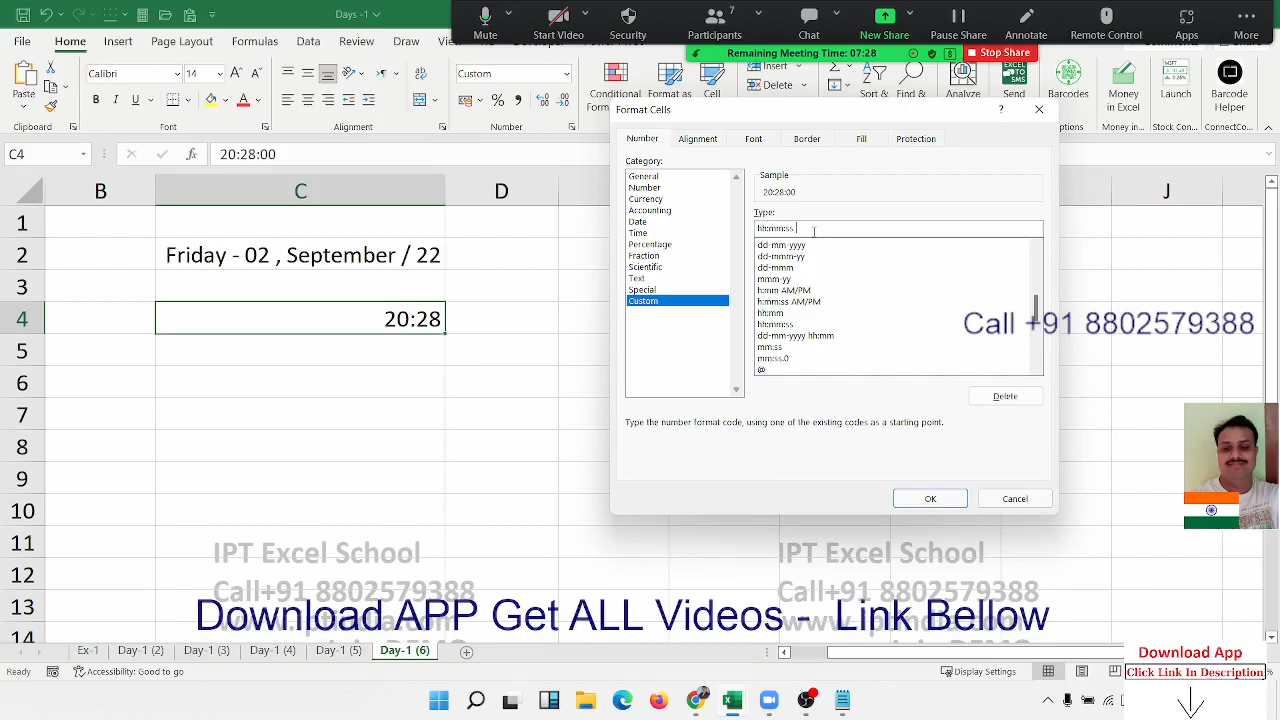 Days -1
7
Mute
Start Video
Security
Participants
Chat
New Share
Pause Share
Annotate
Remote Control
Apps
More
Remaining Meeting Time: 07:28
Stop Share
File
Home
Insert
Page Layout
Formulas
Data
Review
View
Draw
Paste
Calibri
14
Custom
Clipboard
Font
Alignment
Number
Insert
Delete
Barcodes
Money
in Excel
Launch
Barcode
Helper
Format Cells
C4
fx
20:28:00
Number
Alignment
Font
Border
Fill
Protection
Category:
General
Number
Currency
Accounting
Date
Time
Percentage
Fraction
Scientific
Text
Special
Custom
Sample
20:28:00
Type:
hh:mm:ss
dd-mm-yyyy
dd-mmm-yy
dd-mmm
mmm-yy
h:mm AM/PM
h:mm:ss AM/PM
hh:mm
hh:mm:ss
dd-mm-yyyy hh:mm
mm:ss
mm:ss.0
@
Delete
Type the number format code, using one of the existing codes as a starting point.
OK
Cancel
B C D J
1
2 Friday - 02 , September / 22
3
4 20:28
5
6
7
8
9
10
11
12
13
14
Call +91 8802579388
IPT Excel School
Call+91 8802579388
IPT Excel School
Call+91 8802579388
Download APP Get ALL Videos - Link Bellow
Ex-1
Day-1 (2)
Day-1 (3)
Day-1 (4)
Day-1 (5)
Day-1 (6)
Download App
Click Link In Description
Ready
Accessibility: Good to go
Display Settings